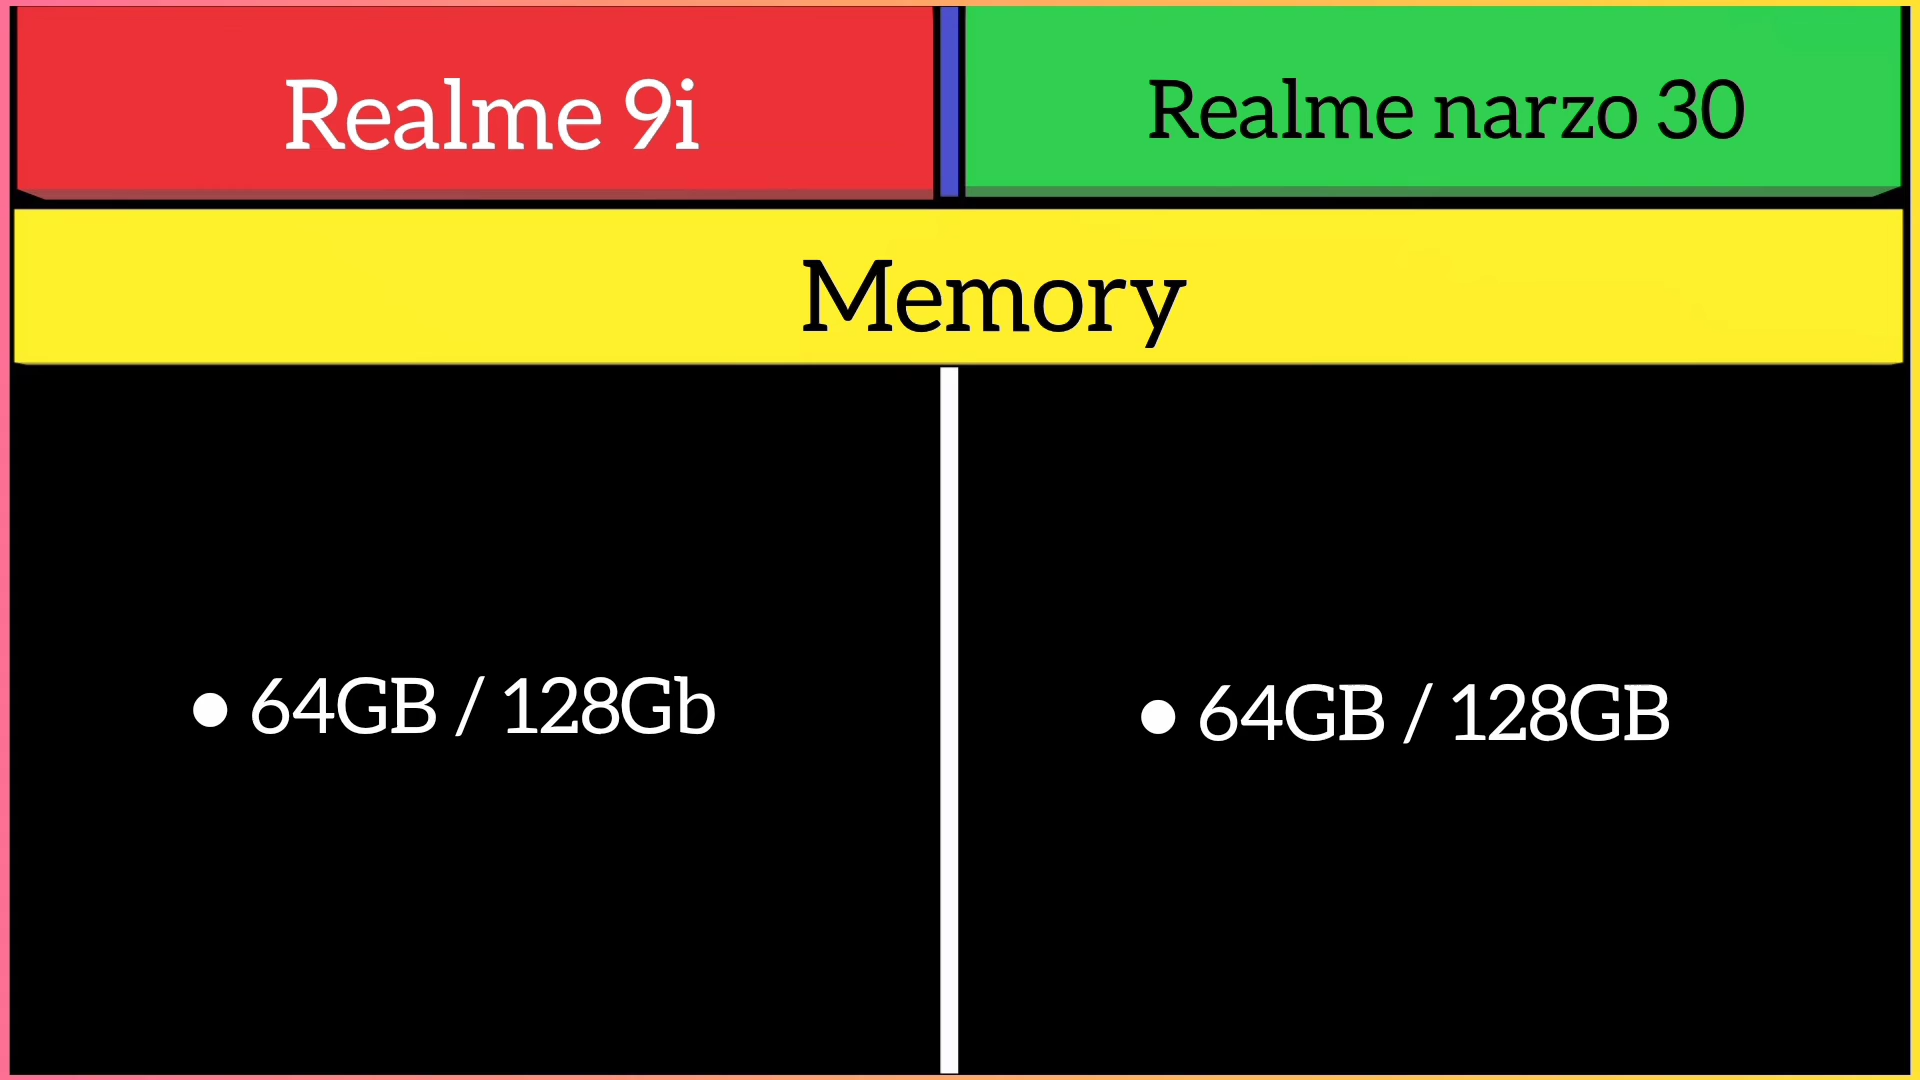 Realme 9i
Realme narzo 30
Memory
● 64GB / 128Gb
● 64GB / 128GB